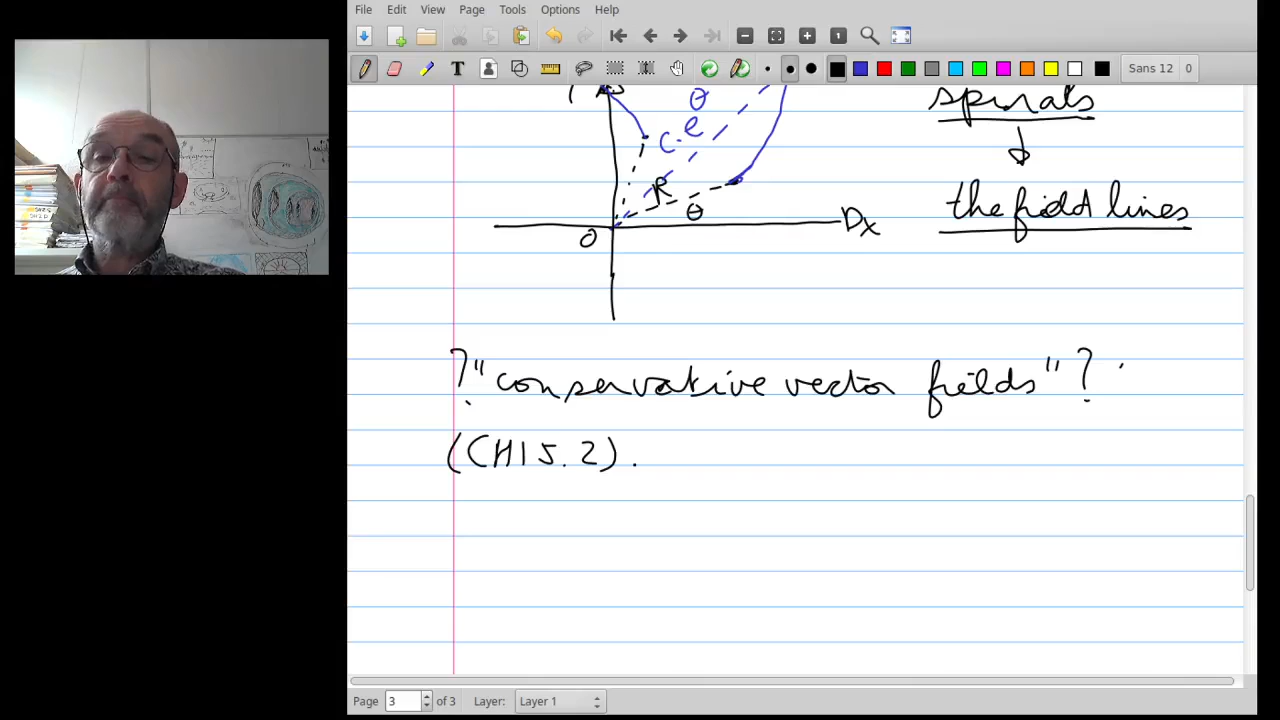 File Edit View Page Tools Options Help
Sans 12 0
θ
c.e
R
θ
O
Dx
spirals
the field lines
?"conservative vector fields"?
(CH15.2).
Page 3 of 3 Layer: Layer 1